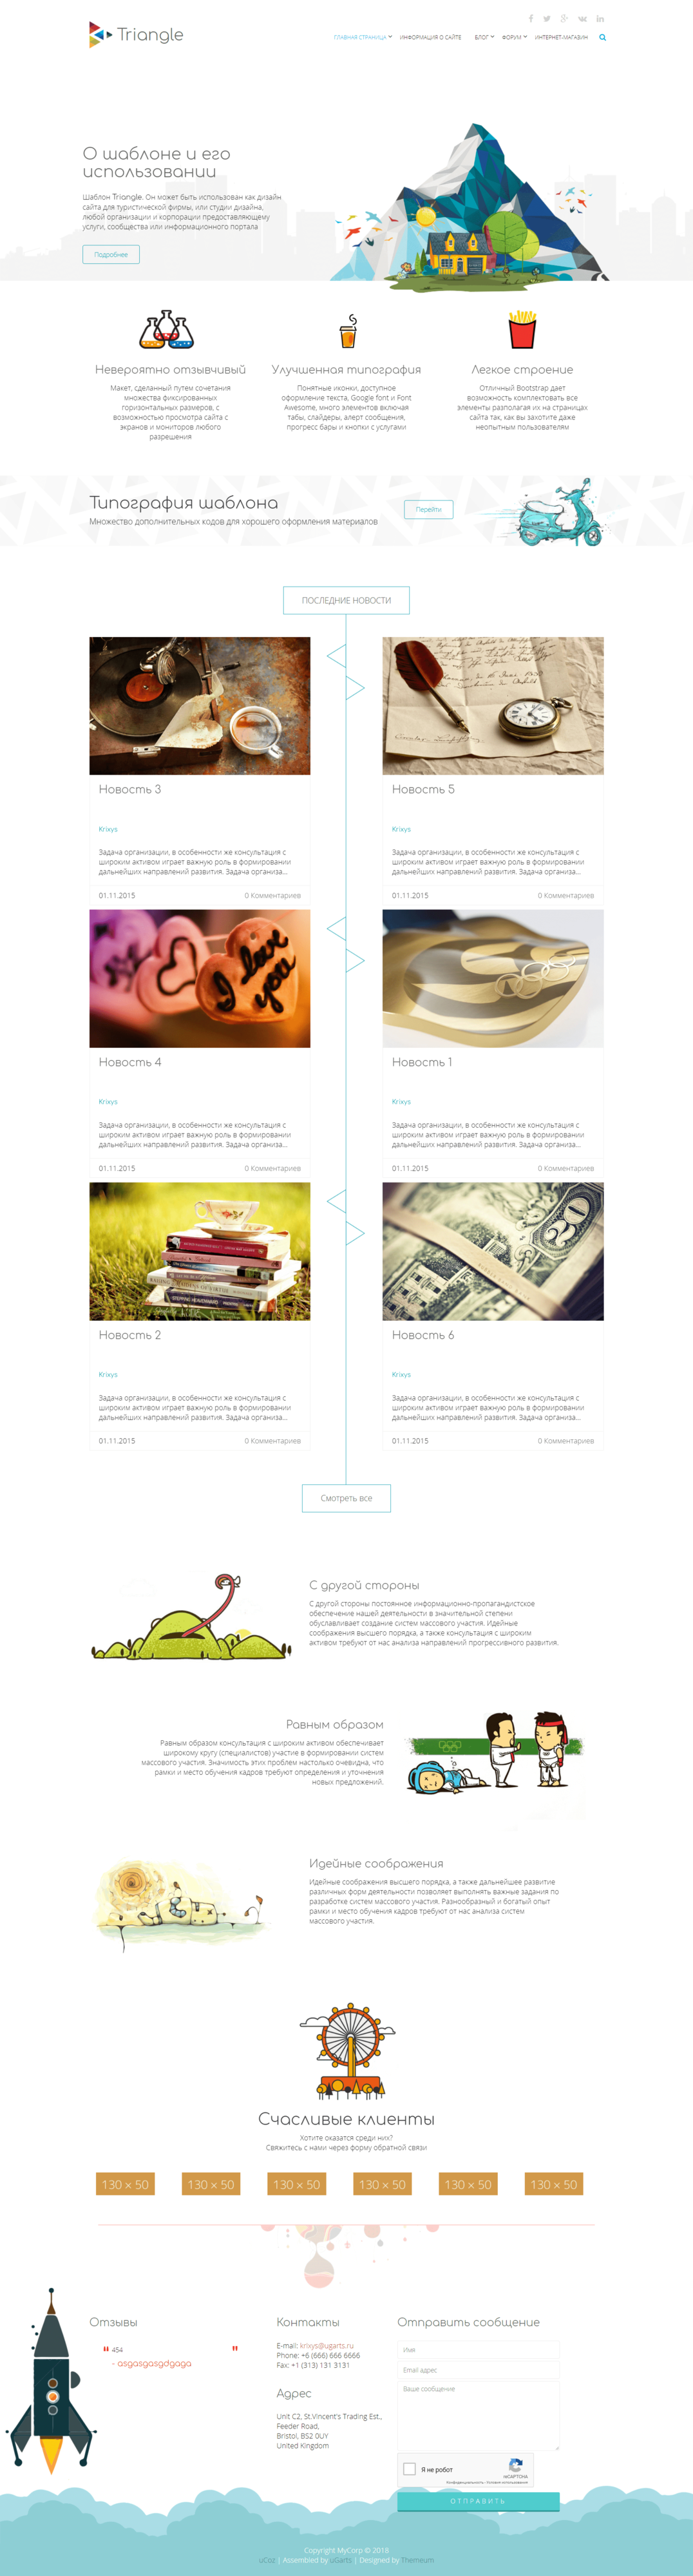 Triangle
ГЛАВНАЯ СТРАНИЦА
ИНФОРМАЦИЯ О САЙТЕ
БЛОГ
ФОРУМ
ИНТЕРНЕТ-МАГАЗИН
О шаблоне и его
использовании
Шаблон Triangle. Он может быть использован как дизайн
сайта для туристической фирмы, или студии дизайна,
любой организации и корпорации предоставляющему
услуги, сообщества или информационного портала
Подробнее
Невероятно отзывчивый
Макет, сделанный путем сочетания
множества фиксированных
горизонтальных размеров, с
возможностью просмотра сайта с
экранов и мониторов любого
разрешения
Улучшенная типография
Понятные иконки, доступное
оформление текста, Google font и Font
Awesome, много элементов включая
табы, слайдеры, алерт сообщения,
прогресс бары и кнопки с услугами
Легкое строение
Отличный Bootstrap дает
возможность комплектовать все
элементы располагая их на страницах
сайта так, как вы захотите даже
неопытным пользователям
Типография шаблона
Множество дополнительных кодов для хорошего оформления материалов
Перейти
ПОСЛЕДНИЕ НОВОСТИ
Новость 3
Krixys
Задача организации, в особенности же консультация с
широким активом играет важную роль в формировании
дальнейших направлений развития. Задача организа...
01.11.2015
0 Комментариев
Новость 5
Krixys
Задача организации, в особенности же консультация с
широким активом играет важную роль в формировании
дальнейших направлений развития. Задача организа...
01.11.2015
0 Комментариев
I love
you
Новость 4
Krixys
Задача организации, в особенности же консультация с
широким активом играет важную роль в формировании
дальнейших направлений развития. Задача организа...
01.11.2015
0 Комментариев
Новость 1
Krixys
Задача организации, в особенности же консультация с
широким активом играет важную роль в формировании
дальнейших направлений развития. Задача организа...
01.11.2015
0 Комментариев
Новость 2
Krixys
Задача организации, в особенности же консультация с
широким активом играет важную роль в формировании
дальнейших направлений развития. Задача организа...
01.11.2015
0 Комментариев
Новость 6
Krixys
Задача организации, в особенности же консультация с
широким активом играет важную роль в формировании
дальнейших направлений развития. Задача организа...
01.11.2015
0 Комментариев
Смотреть все
С другой стороны
С другой стороны постоянное информационно-пропагандистское
обеспечение нашей деятельности в значительной степени
обуславливает создание систем массового участия. Идейные
соображения высшего порядка, а также консультация с широким
активом требуют от нас анализа направлений прогрессивного развития.
Равным образом
Равным образом консультация с широким активом обеспечивает
широкому кругу (специалистов) участие в формировании систем
массового участия. Значимость этих проблем настолько очевидна, что
рамки и место обучения кадров требуют определения и уточнения
новых предложений.
Идейные соображения
Идейные соображения высшего порядка, а также дальнейшее развитие
различных форм деятельности позволяет выполнять важные задания по
разработке систем массового участия. Разнообразный и богатый опыт
рамки и место обучения кадров требуют от нас анализа систем
массового участия.
Счасливые клиенты
Хотите оказатся среди них?
Свяжитесь с нами через форму обратной связи
130 × 50
130 × 50
130 × 50
130 × 50
130 × 50
130 × 50
Отзывы
454
- asgasgasgdgaga
Контакты
E-mail: krixys@ugarts.ru
Phone: +6 (666) 666 6666
Fax: +1 (313) 131 3131
Адрес
Unit C2, St.Vincent's Trading Est.,
Feeder Road,
Bristol, BS2 0UY
United Kingdom
Отправить сообщение
Имя
Email адрес
Ваше сообщение
Я не робот
reCAPTCHA
Конфиденциальность - Условия использования
ОТПРАВИТЬ
Copyright MyCorp © 2018
uCoz | Assembled by uGarts | Designed by Themeum